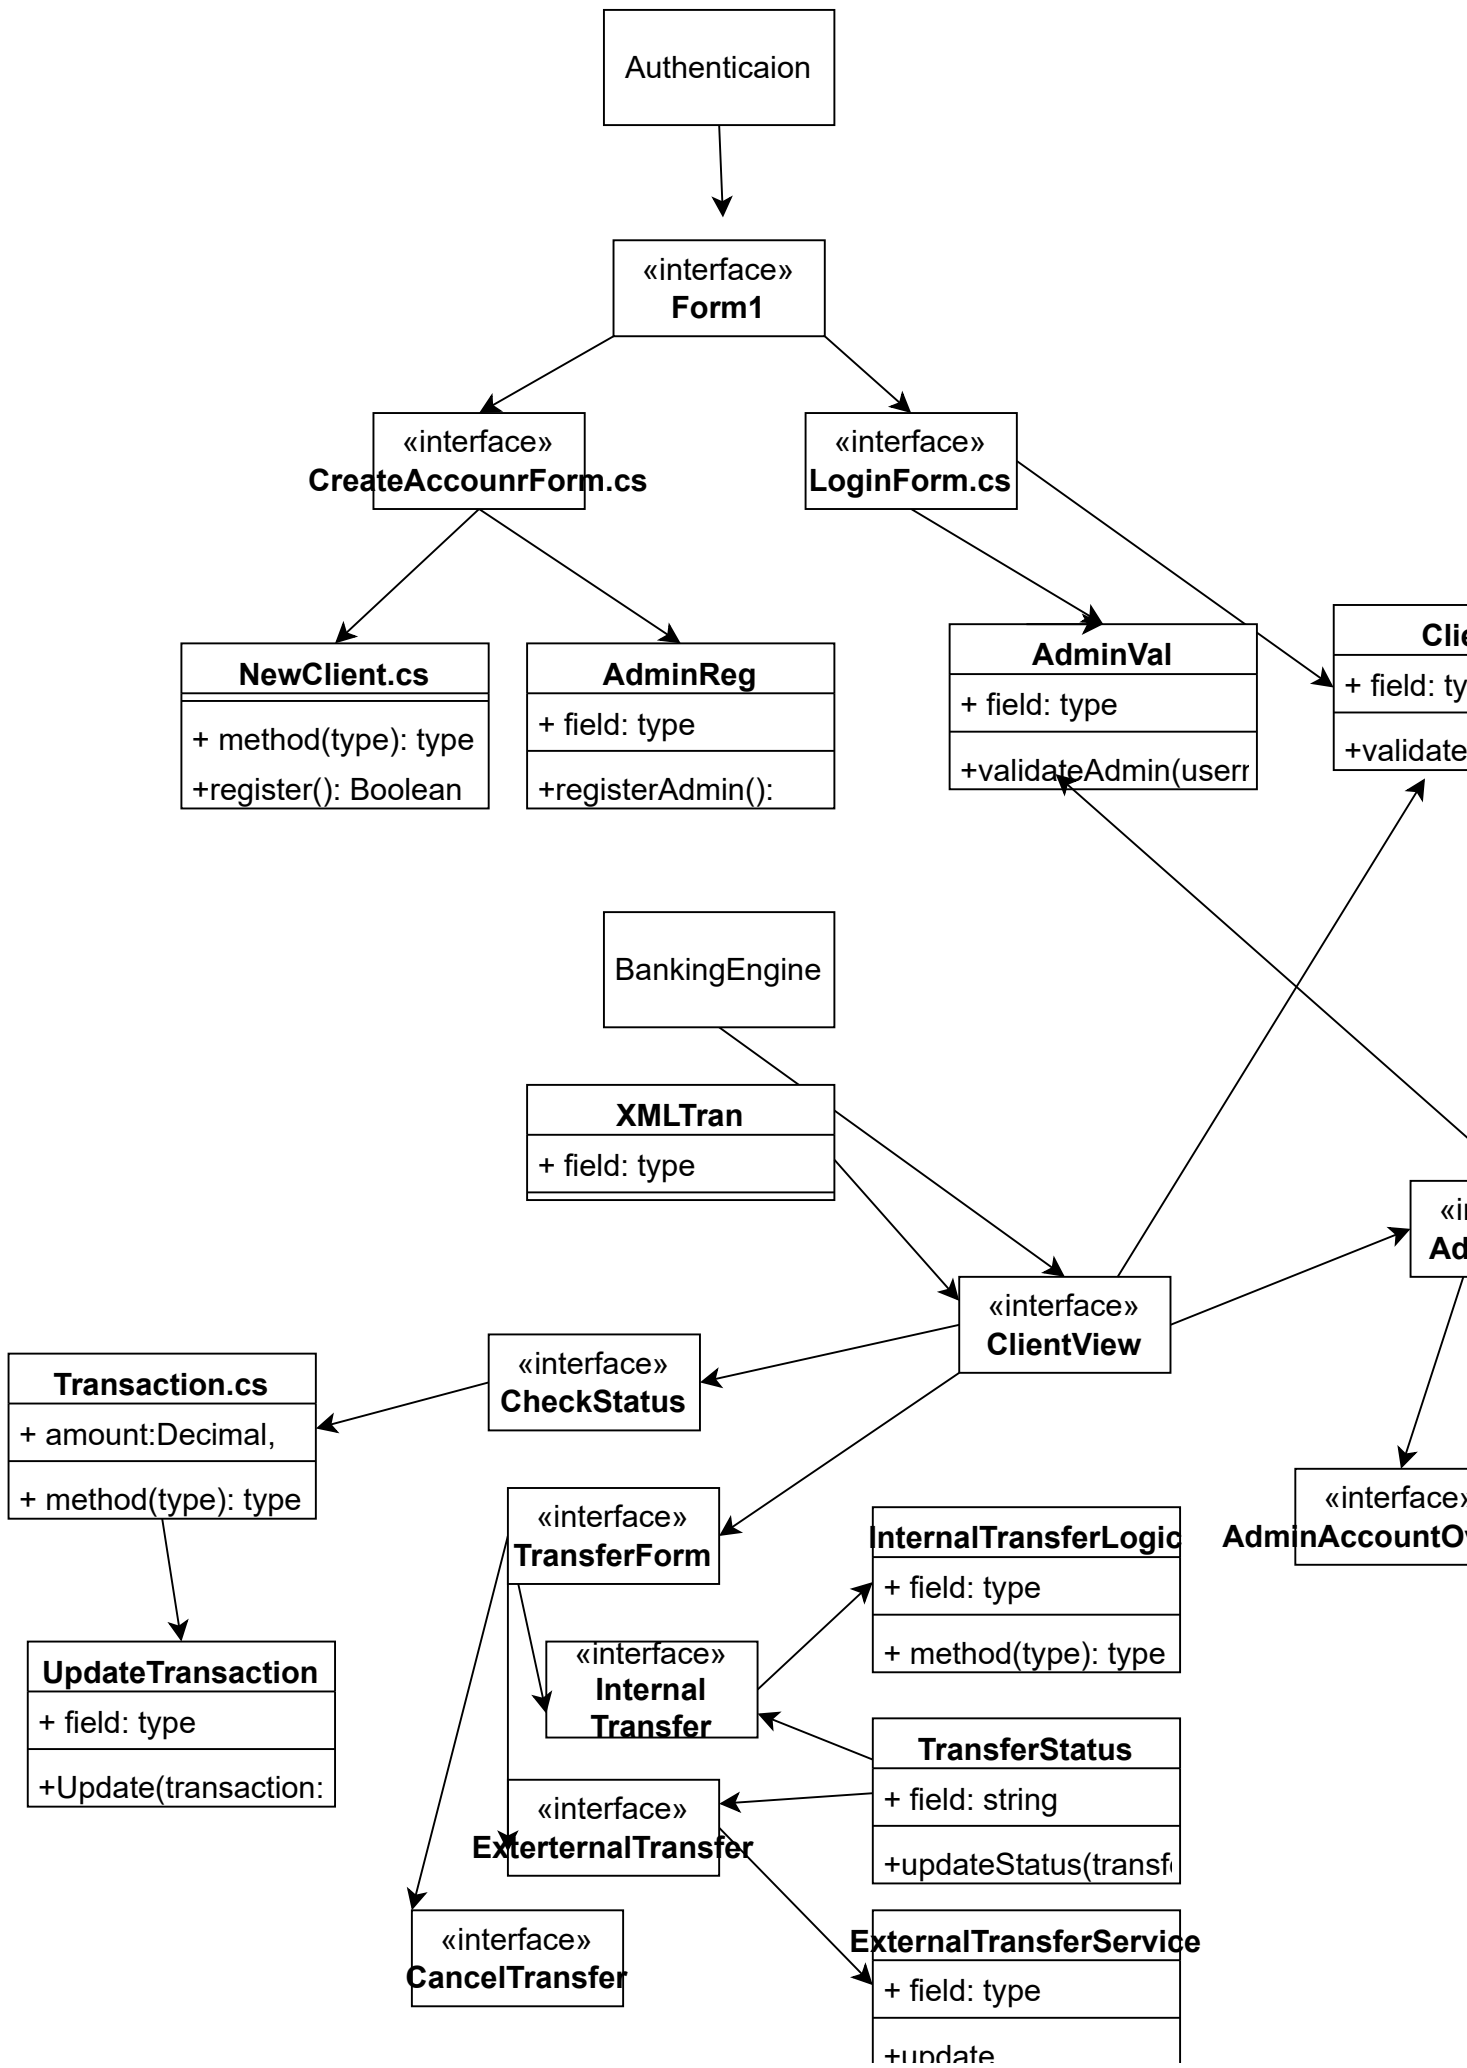 Authenticaion
«interface»
Form1
«interface»
CreateAccounrForm.cs
«interface»
LoginForm.cs
NewClient.cs
+ method(type): type
+register(): Boolean
AdminReg
+ field: type
+registerAdmin():
AdminVal
+ field: type
+validateAdmin(userr
Clie
+ field: ty
+validate
BankingEngine
XMLTran
+ field: type
«interface»
ClientView
«i
Ad
«interface»
CheckStatus
Transaction.cs
+ amount:Decimal,
+ method(type): type
«interface»
AdminAccountO
«interface»
TransferForm
InternalTransferLogic
+ field: type
+ method(type): type
UpdateTransaction
+ field: type
+Update(transaction:
«interface»
Internal
Transfer
TransferStatus
+ field: string
+updateStatus(transf
«interface»
ExterternalTransfer
«interface»
CancelTransfer
ExternalTransferService
+ field: type
+update